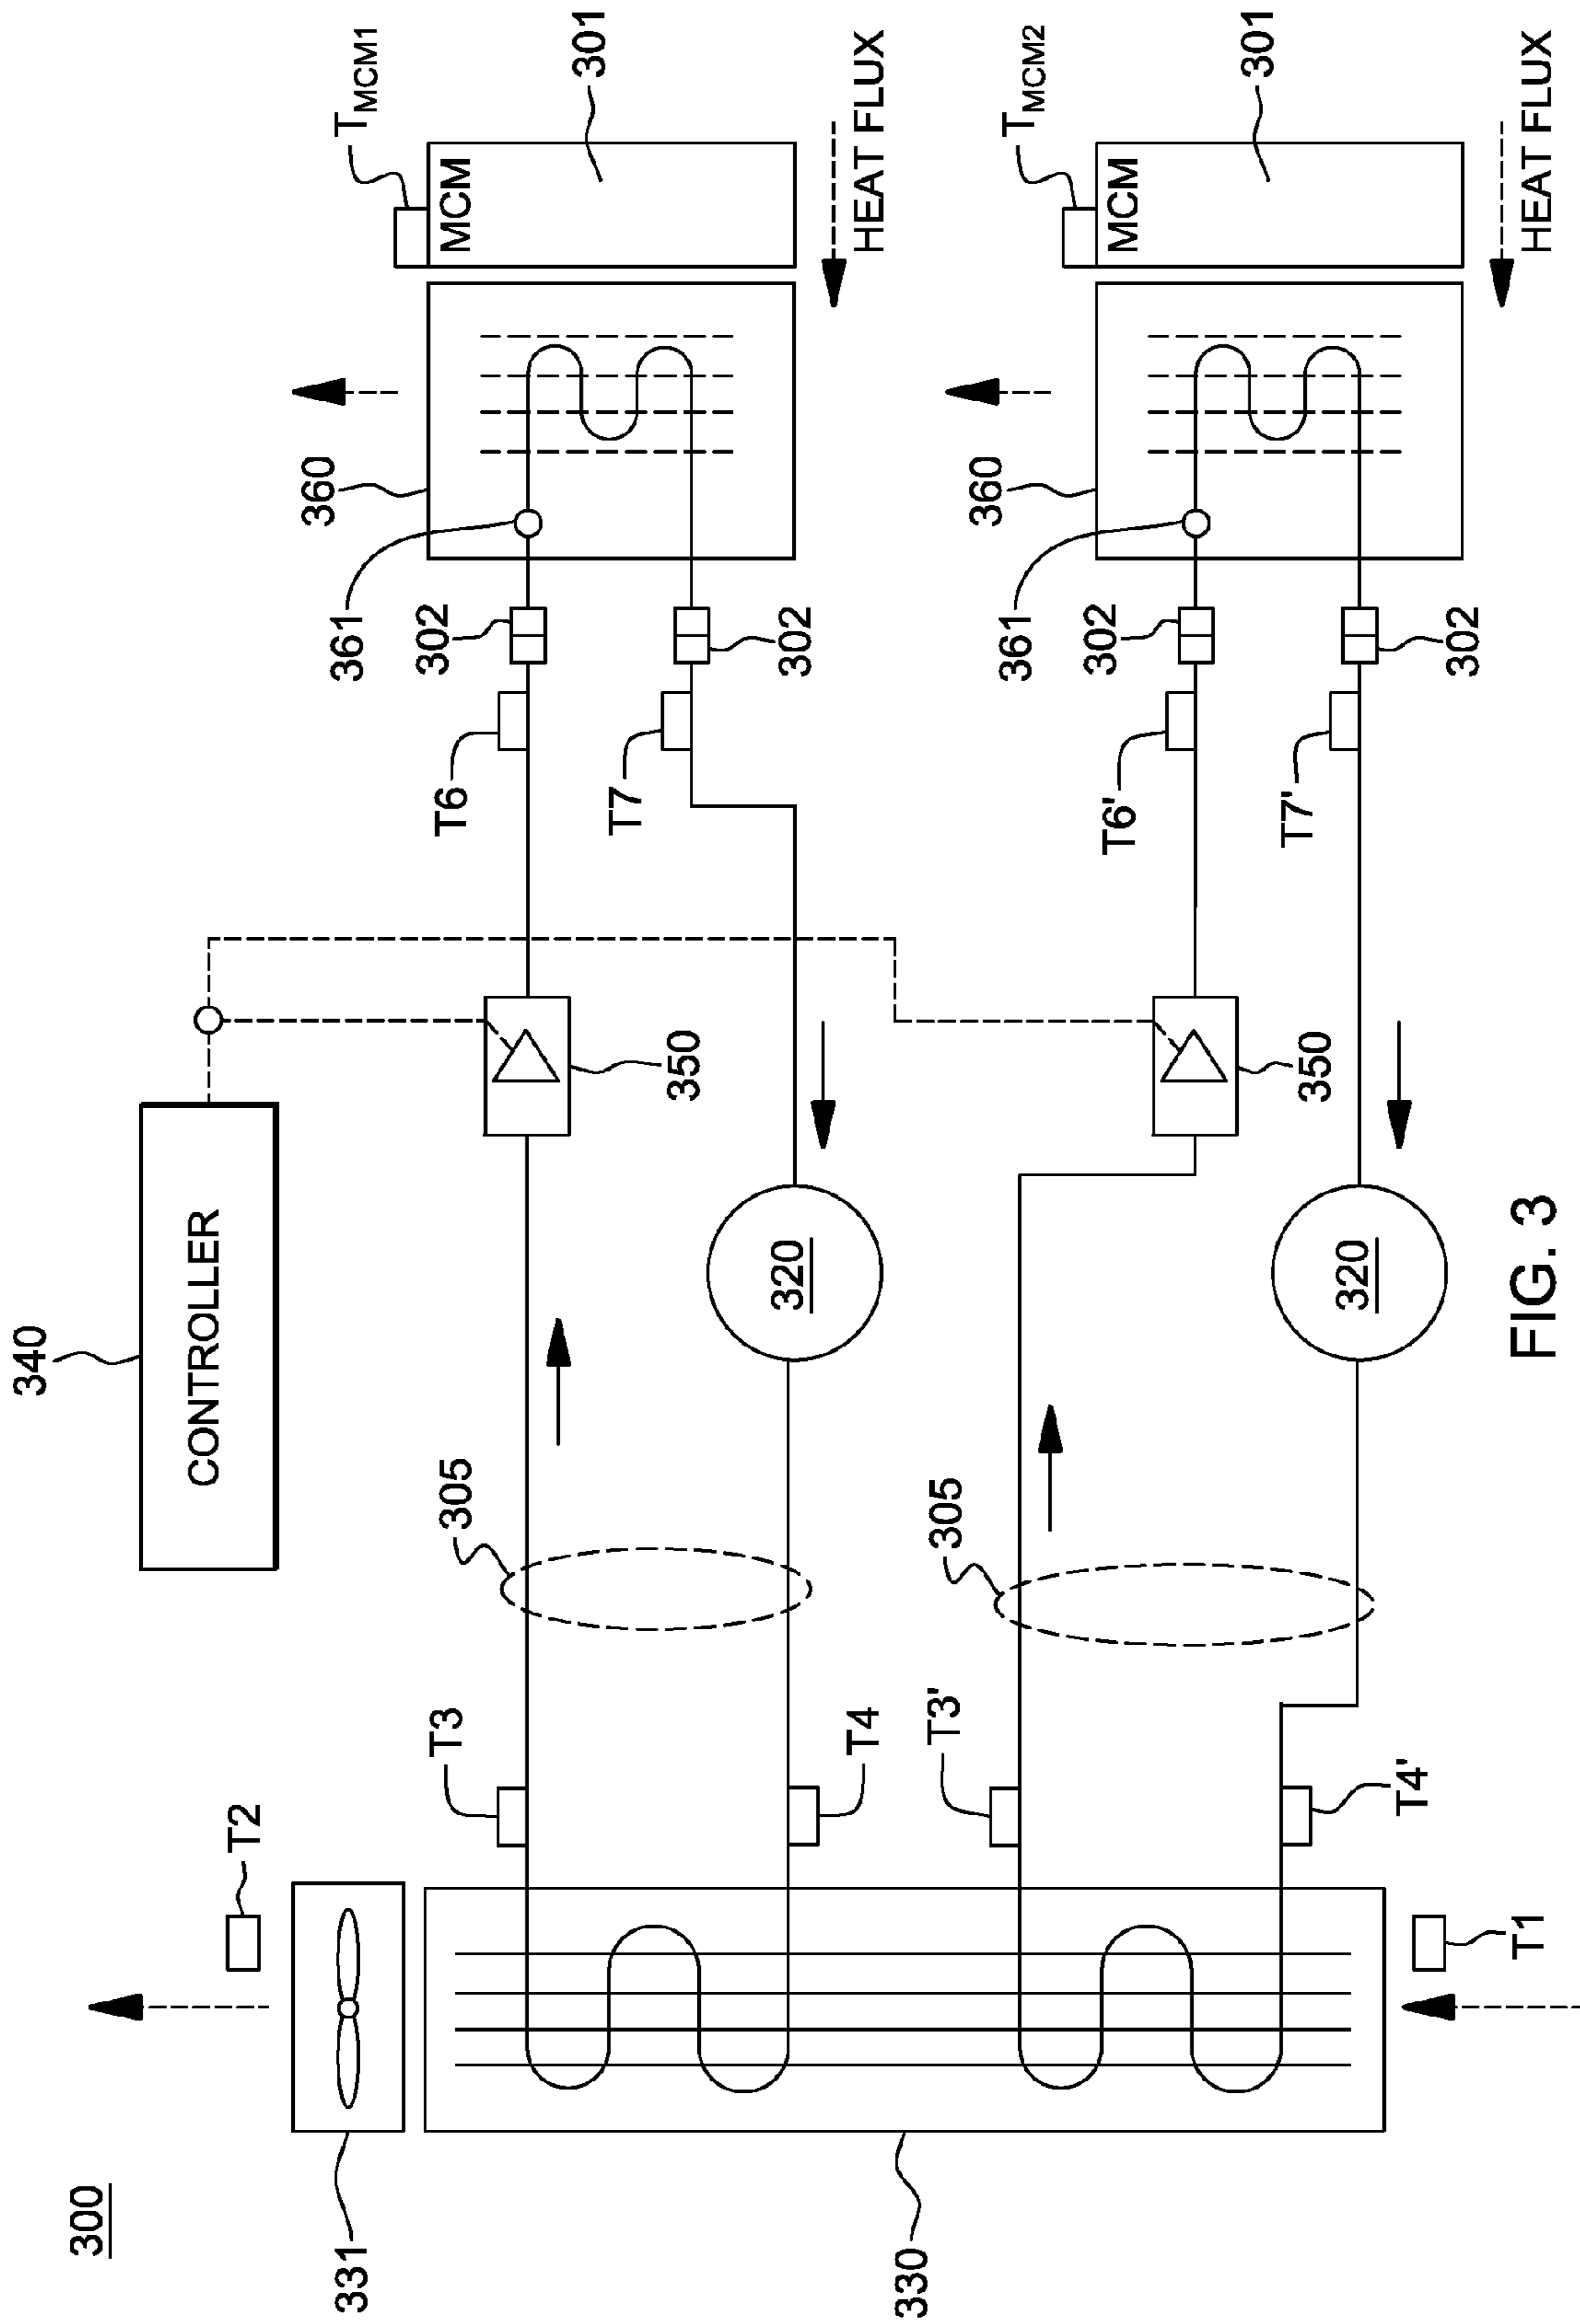 300
331
330
T2
T1
340
CONTROLLER
T3
T4
T3'
T4'
305
305
320
320
350
350
T6
T7
T6'
T7'
302
302
302
302
361
361
360
360
MCM
MCM
TMCM1
TMCM2
301
301
HEAT FLUX
HEAT FLUX
FIG. 3